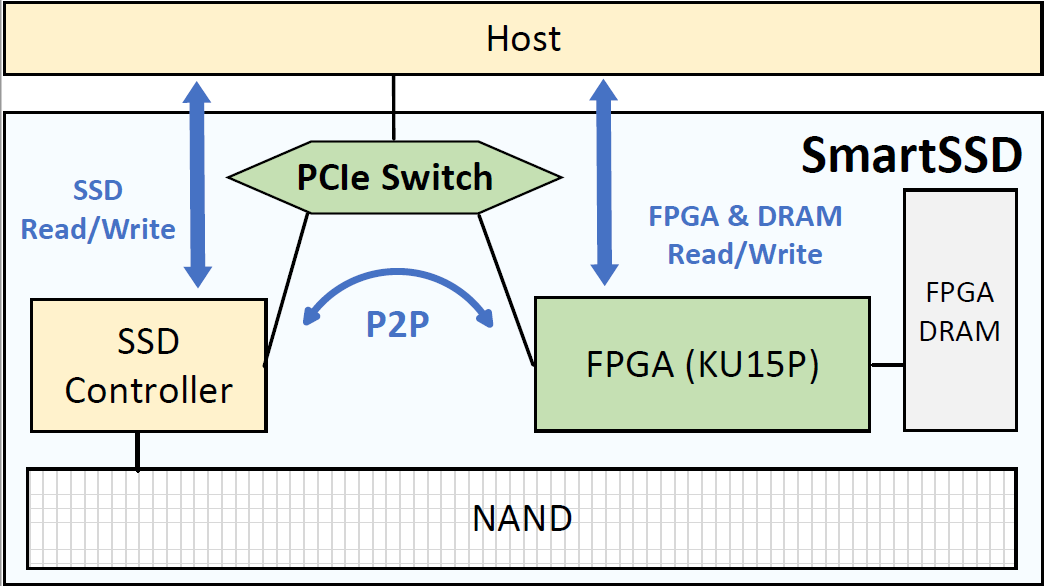 Host
SmartSSD
PCIe Switch
SSD
Read/Write
FPGA & DRAM
Read/Write
P2P
SSD
Controller
FPGA (KU15P)
FPGA
DRAM
NAND